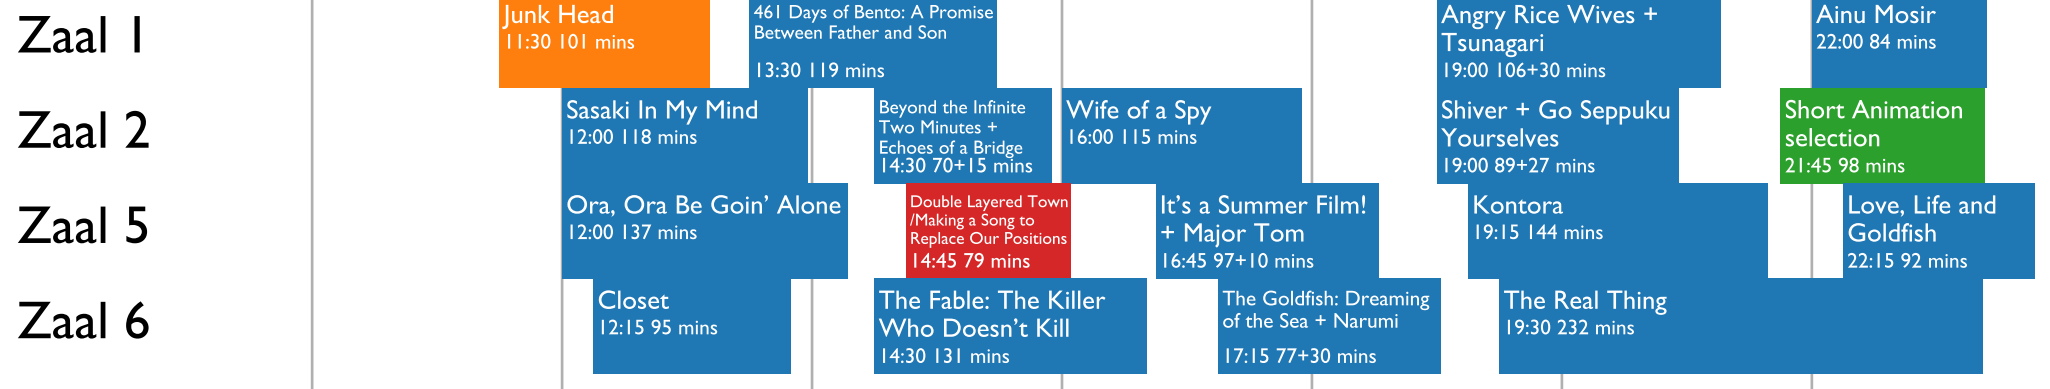 Zaal 1
Junk Head
11:30 101 mins
461 Days of Bento: A Promise
Between Father and Son
13:30 119 mins
Angry Rice Wives +
Tsunagari
19:00 106+30 mins
Ainu Mosir
22:00 84 mins
Zaal 2
Sasaki In My Mind
12:00 118 mins
Beyond the Infinite
Two Minutes +
Echoes of a Bridge
14:30 70+15 mins
Wife of a Spy
16:00 115 mins
Shiver + Go Seppuku
Yourselves
19:00 89+27 mins
Short Animation
selection
21:45 98 mins
Zaal 5
Ora, Ora Be Goin’ Alone
12:00 137 mins
Double Layered Town
/Making a Song to
Replace Our Positions
14:45 79 mins
It’s a Summer Film!
+ Major Tom
16:45 97+10 mins
Kontora
19:15 144 mins
Love, Life and
Goldfish
22:15 92 mins
Zaal 6
Closet
12:15 95 mins
The Fable: The Killer
Who Doesn’t Kill
14:30 131 mins
The Goldfish: Dreaming
of the Sea + Narumi
17:15 77+30 mins
The Real Thing
19:30 232 mins